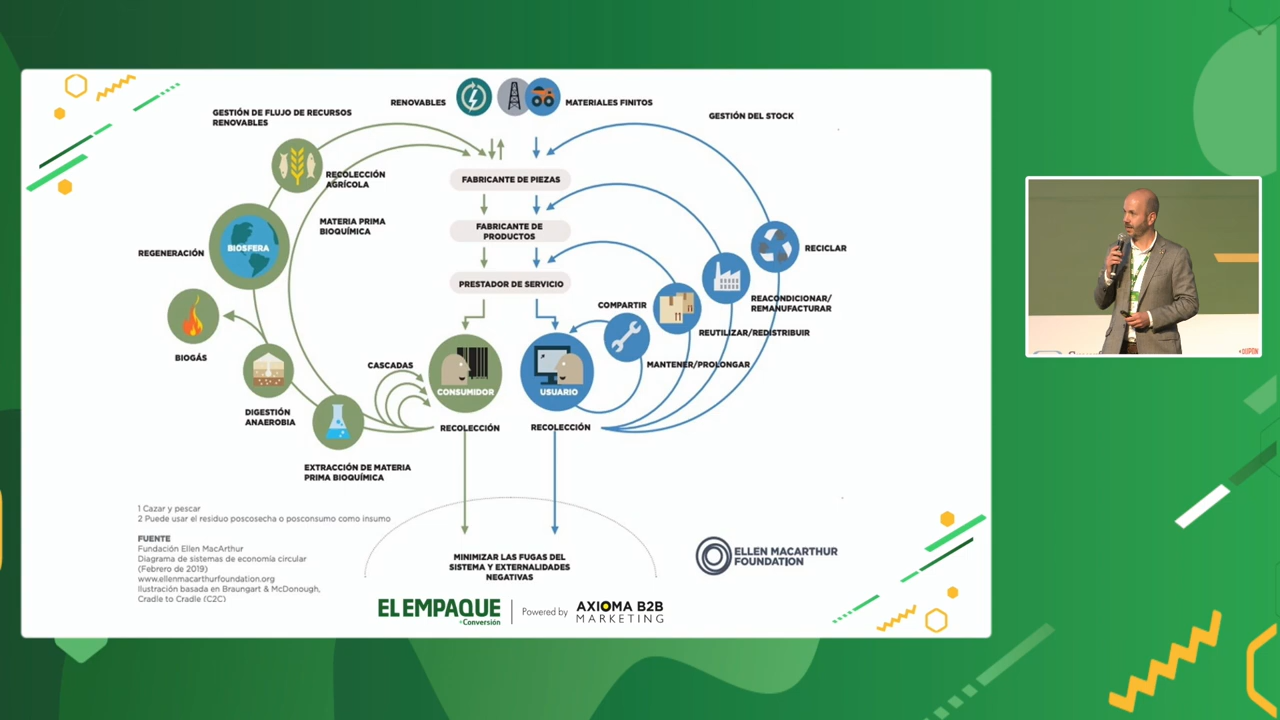 RENOVABLES
MATERIALES FINITOS
GESTIÓN DE FLUJO DE RECURSOS
RENOVABLES
GESTIÓN DEL STOCK
RECOLECCIÓN
AGRÍCOLA
FABRICANTE DE PIEZAS
MATERIA PRIMA
BIOQUÍMICA
FABRICANTE DE
PRODUCTOS
BIÓSFERA
REGENERACIÓN
RECICLAR
PRESTADOR DE SERVICIO
REACONDICIONAR/
REMANUFACTURAR
COMPARTIR
REUTILIZAR/REDISTRIBUIR
BIOGÁS
CASCADAS
MANTENER/PROLONGAR
CONSUMIDOR
USUARIO
DIGESTIÓN
ANAEROBIA
RECOLECCIÓN
RECOLECCIÓN
EXTRACCIÓN DE MATERIA
PRIMA BIOQUÍMICA
1 Cazar y pescar
2 Puede usar el residuo poscosecha o posconsumo como insumo
FUENTE
Fundación Ellen MacArthur
Diagrama de sistemas de economía circular
(Febrero de 2019)
www.ellenmacarthurfoundation.org
Ilustración basada en Braungart & McDonough,
Cradle to Cradle (C2C)
MINIMIZAR LAS FUGAS DEL
SISTEMA Y EXTERNALIDADES
NEGATIVAS
ELLEN MACARTHUR
FOUNDATION
EL EMPAQUE
+Conversión
Powered by
AXIOMA B2B
MARKETING